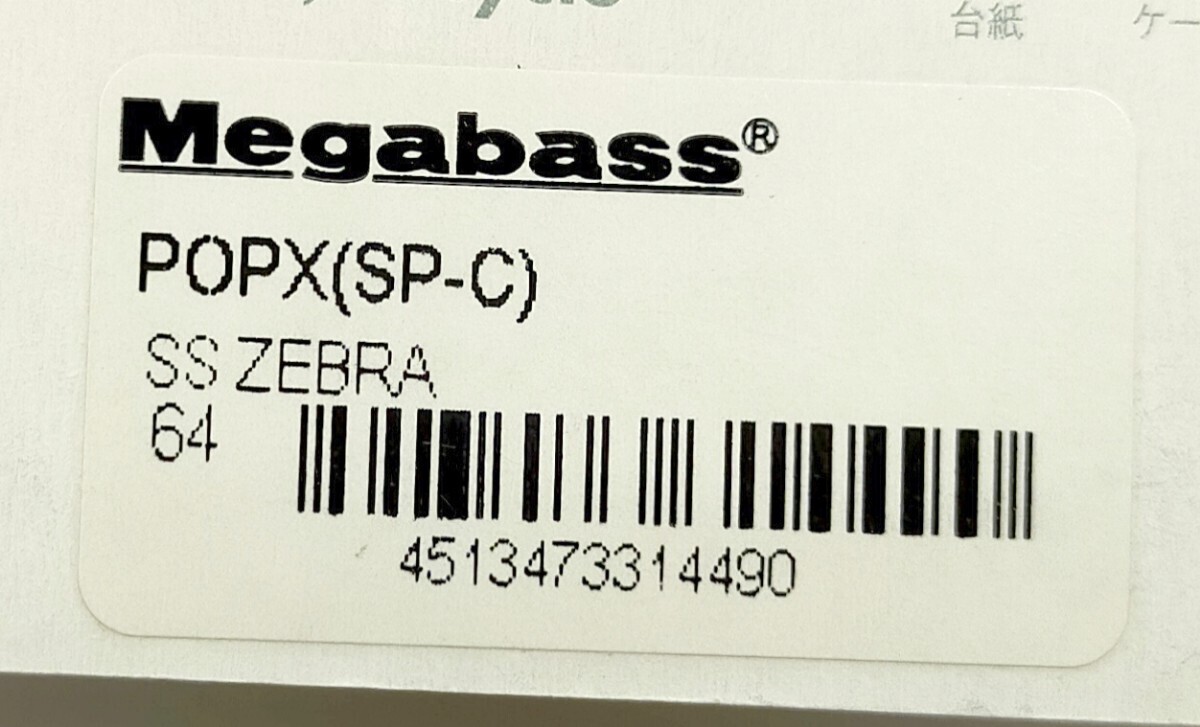 台紙
Megabass®
POPX(SP-C)
SS ZEBRA
64
4513473314490